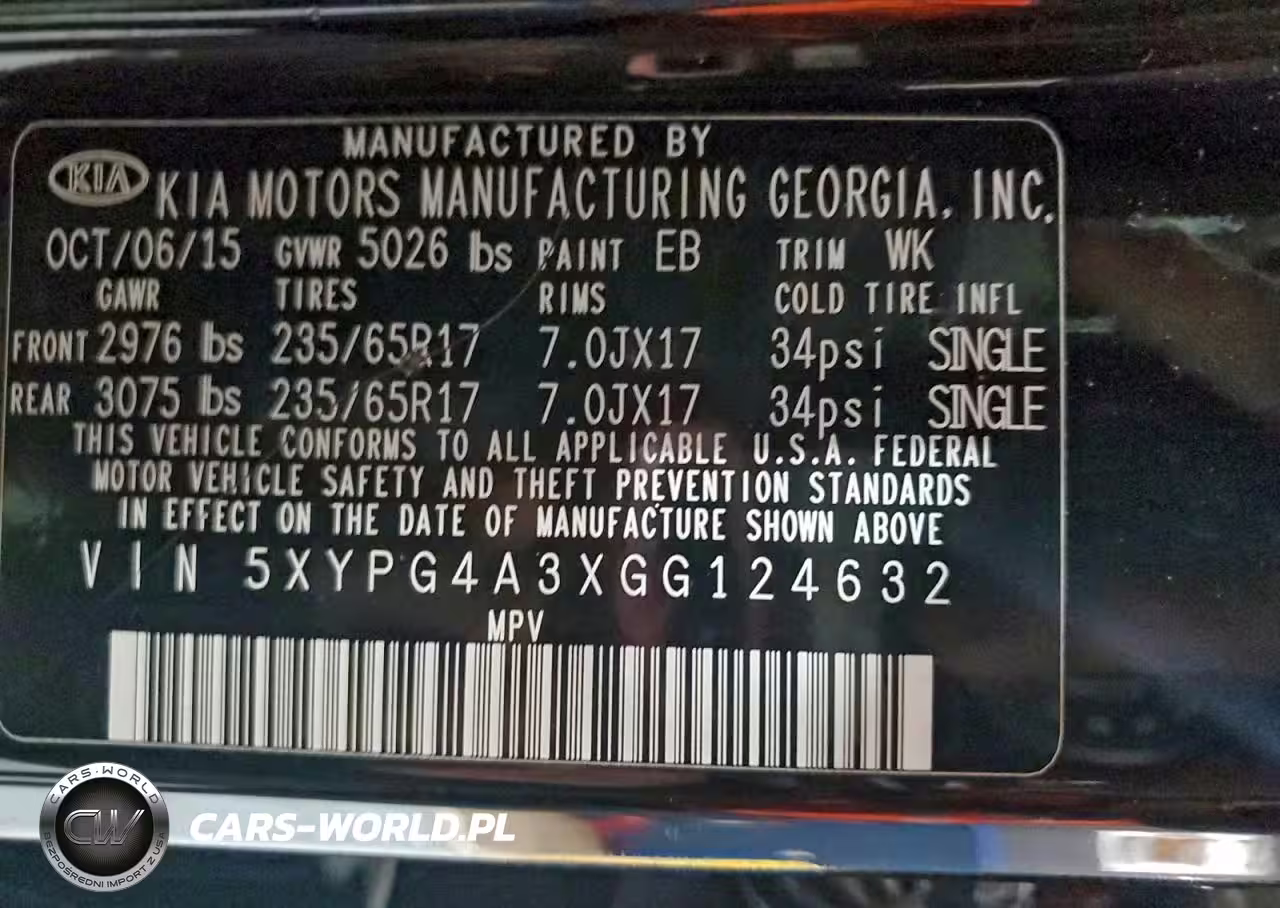 MANUFACTURED BY
KIA KIA MOTORS MANUFACTURING GEORGIA, INC.
OCT/06/15 GVWR 5026 lbs PAINT EB TRIM WK
GAWR TIRES RIMS COLD TIRE INFL
FRONT 2976 lbs 235/65R17 7.0JX17 34psi SINGLE
REAR 3075 lbs 235/65R17 7.0JX17 34psi SINGLE
THIS VEHICLE CONFORMS TO ALL APPLICABLE U.S.A. FEDERAL
MOTOR VEHICLE SAFETY AND THEFT PREVENTION STANDARDS
IN EFFECT ON THE DATE OF MANUFACTURE SHOWN ABOVE
VIN 5XYPG4A3XGG124632
MPV
CARS-WORLD
CW
BEZPOŚREDNI IMPORT Z USA
CARS-WORLD.PL